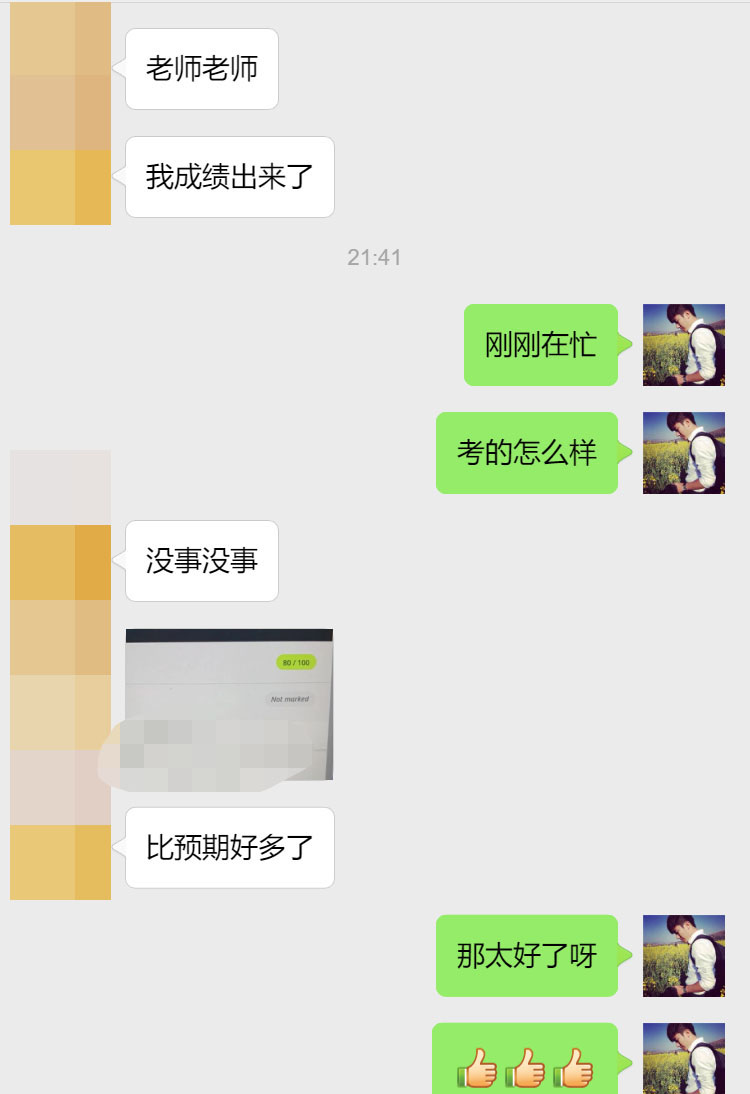 老师老师
我成绩出来了
21:41
刚刚在忙
考的怎么样
没事没事
80 / 100
Not marked
比预期好多了
那太好了呀